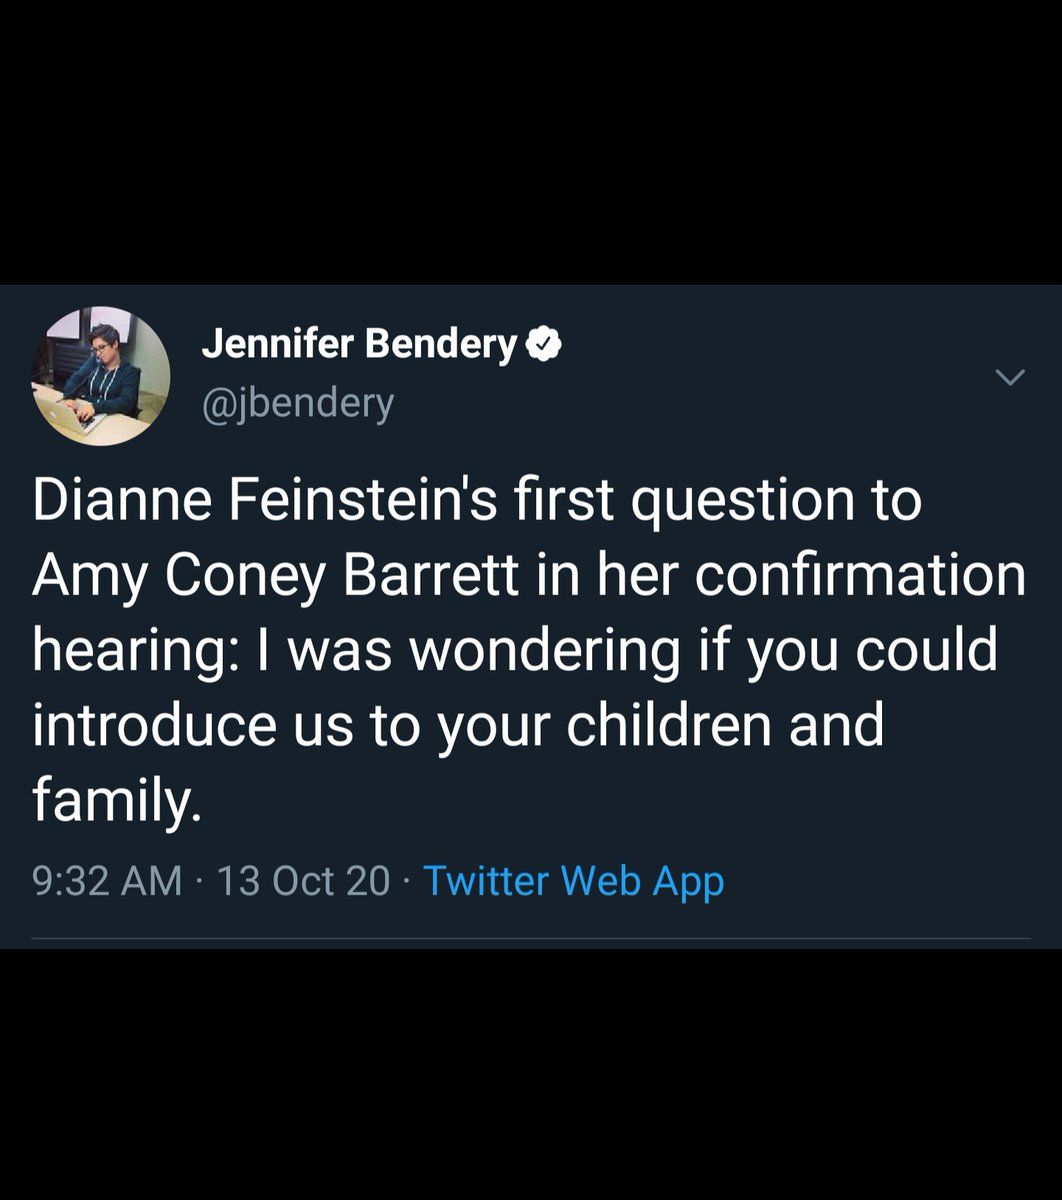 Jennifer Bendery
@jbendery
Dianne Feinstein's first question to
Amy Coney Barrett in her confirmation
hearing: I was wondering if you could
introduce us to your children and
family.
9:32 AM · 13 Oct 20 · Twitter Web App